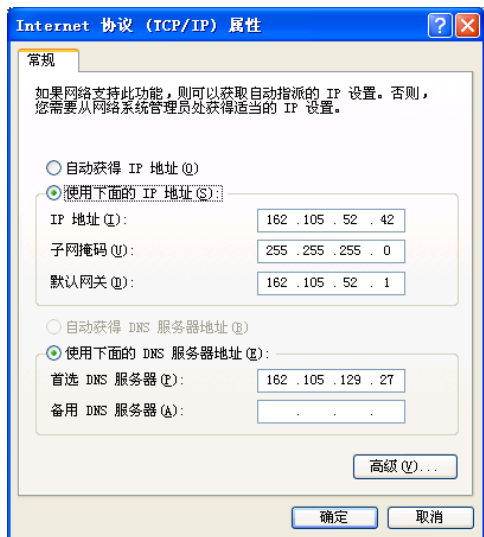 Internet 协议 (TCP/IP) 属性
常规
如果网络支持此功能，则可以获取自动指派的 IP 设置。否则，
您需要从网络系统管理员处获得适当的 IP 设置。
自动获得 IP 地址(O)
使用下面的 IP 地址(S):
IP 地址(I): 162 .105 .52 .42
子网掩码(U): 255 .255 .255 .0
默认网关(D): 162 .105 .52 .1
自动获得 DNS 服务器地址(B)
使用下面的 DNS 服务器地址(E):
首选 DNS 服务器(P): 162 .105 .129 .27
备用 DNS 服务器(A): . . .
高级(V)...
确定 取消